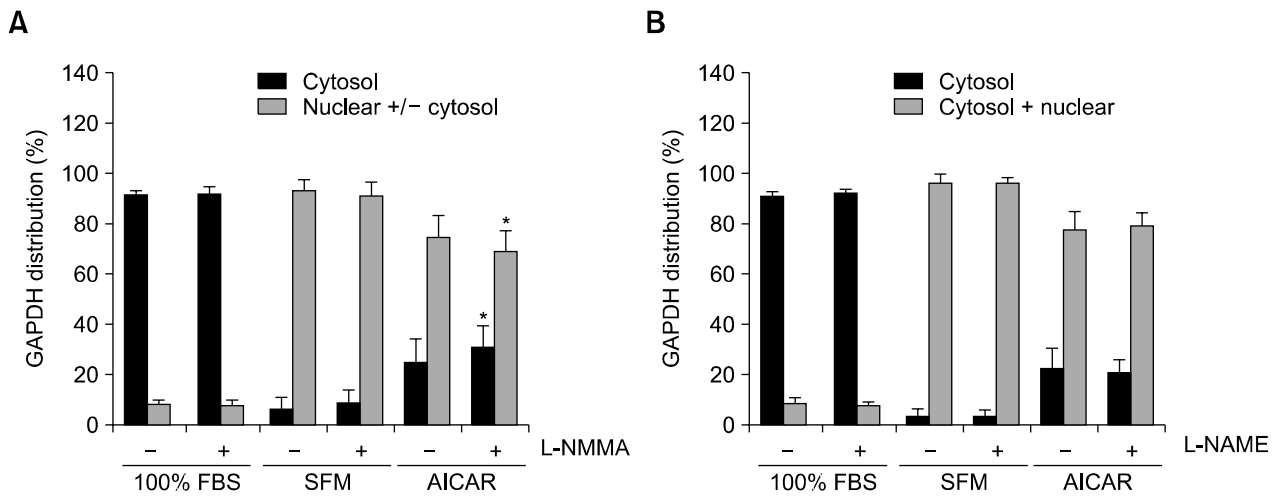 A
140
120
100
80
60
40
20
0
GAPDH distribution (%)
Cytosol
Nuclear +/− cytosol
*
*
− + − + − + L-NMMA
100% FBS SFM AICAR
B
140
120
100
80
60
40
20
0
GAPDH distribution (%)
Cytosol
Cytosol + nuclear
− + − + − + L-NAME
100% FBS SFM AICAR